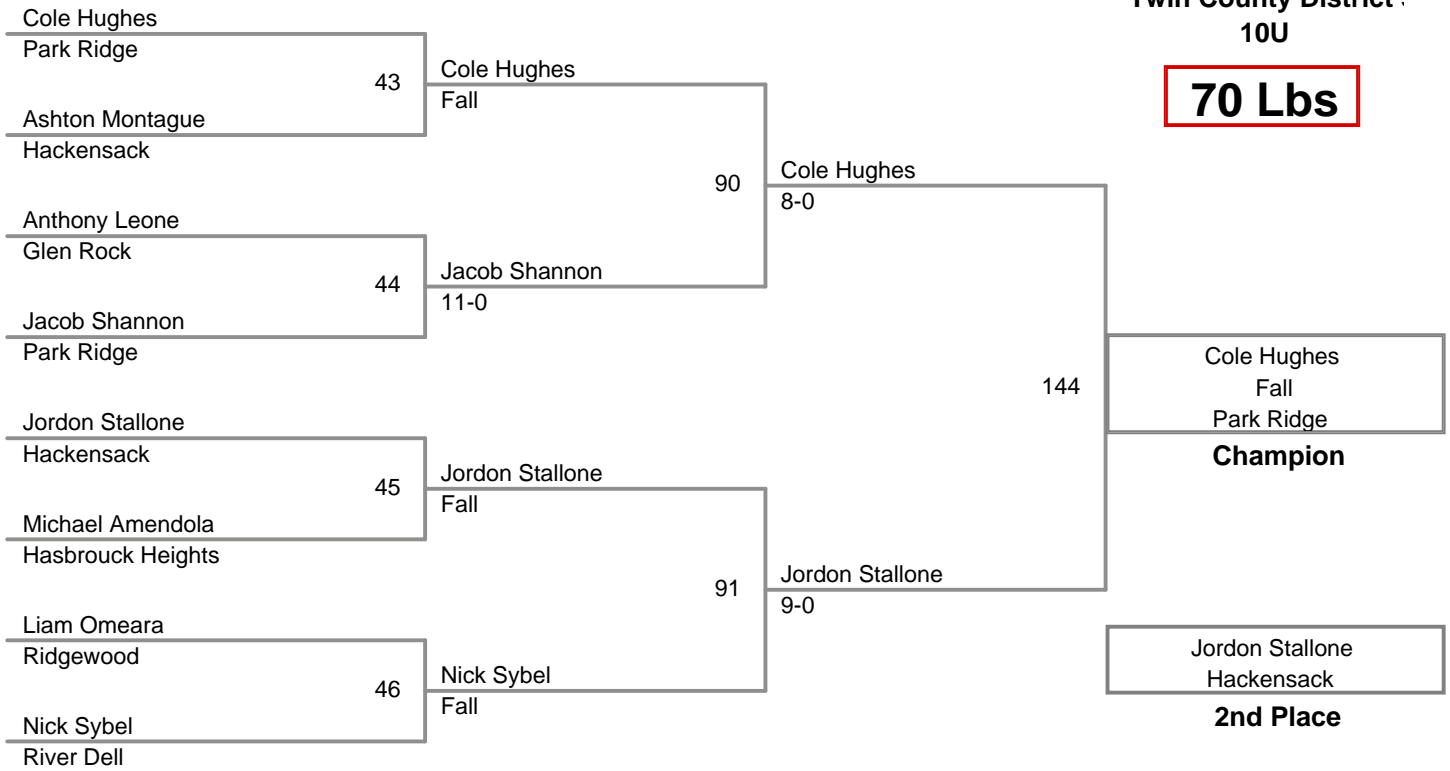 Twin County District
10U
70 Lbs
Cole Hughes
Park Ridge
43
Ashton Montague
Hackensack
Anthony Leone
Glen Rock
44
Jacob Shannon
Park Ridge
Jordon Stallone
Hackensack
45
Michael Amendola
Hasbrouck Heights
Liam Omeara
Ridgewood
46
Nick Sybel
River Dell
Cole Hughes
Fall
90
Jacob Shannon
11-0
Jordon Stallone
Fall
91
Nick Sybel
Fall
Cole Hughes
8-0
144
Jordon Stallone
9-0
Cole Hughes
Fall
Park Ridge
Champion
Jordon Stallone
Hackensack
2nd Place